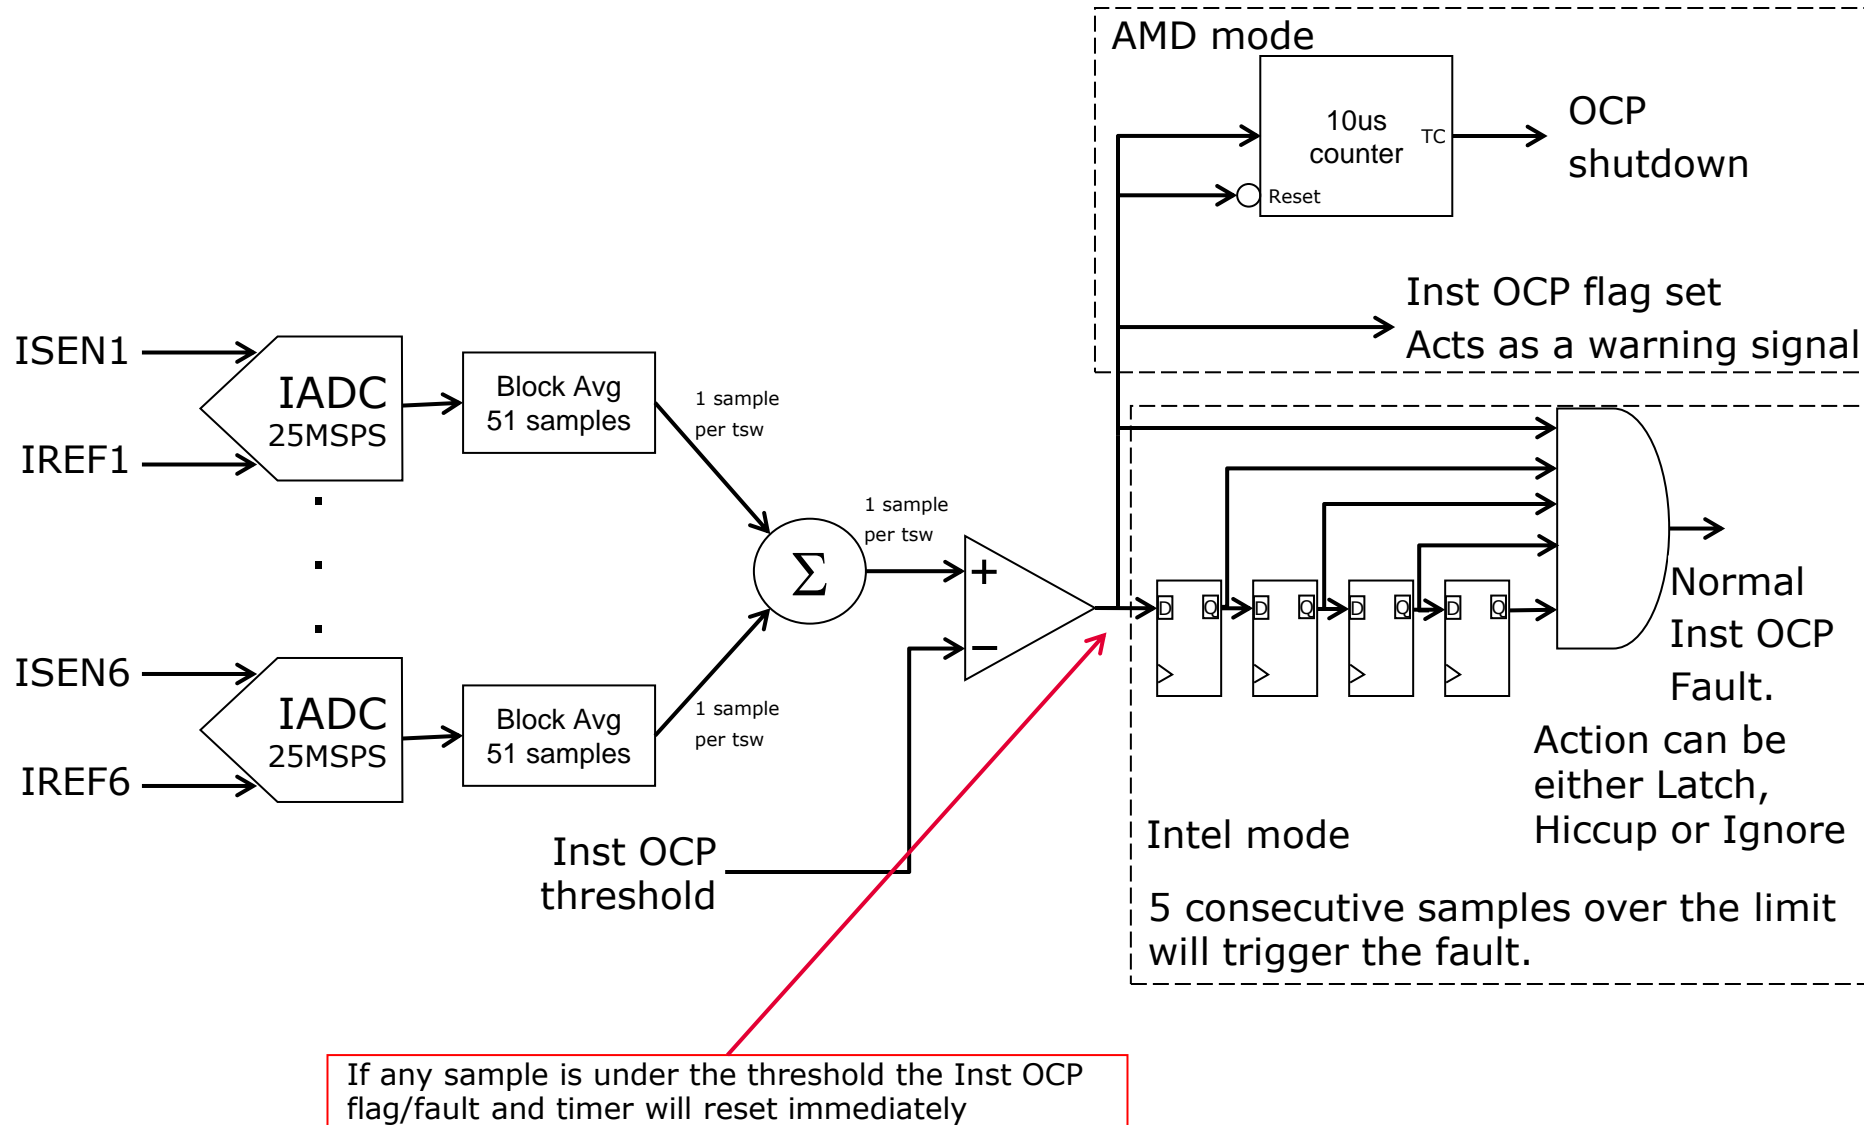 AMD mode
10us
counter
TC
Reset
OCP
shutdown
Inst OCP flag set
Acts as a warning signal
ISEN1
IREF1
IADC
25MSPS
Block Avg
51 samples
1 sample
per tsw
.
.
.
ISEN6
IREF6
IADC
25MSPS
Block Avg
51 samples
1 sample
per tsw
Σ
1 sample
per tsw
+
−
Inst OCP
threshold
D Q D Q D Q D Q
Normal
Inst OCP
Fault.
Action can be
either Latch,
Hiccup or Ignore
Intel mode
5 consecutive samples over the limit
will trigger the fault.
If any sample is under the threshold the Inst OCP
flag/fault and timer will reset immediately